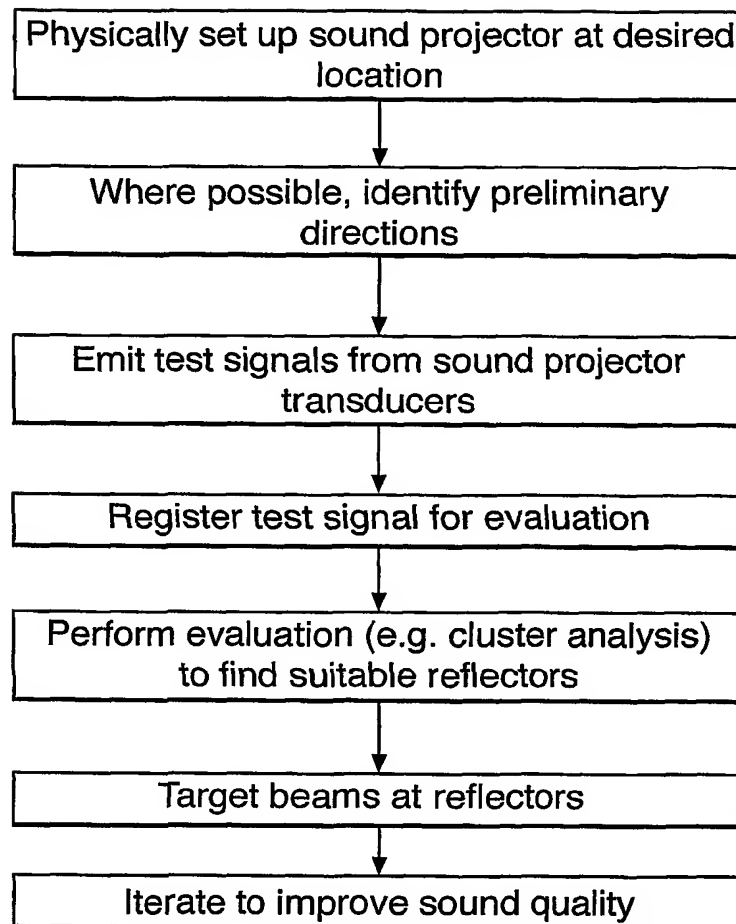 Physically set up sound projector at desired
location
Where possible, identify preliminary
directions
Emit test signals from sound projector
transducers
Register test signal for evaluation
Perform evaluation (e.g. cluster analysis)
to find suitable reflectors
Target beams at reflectors
Iterate to improve sound quality